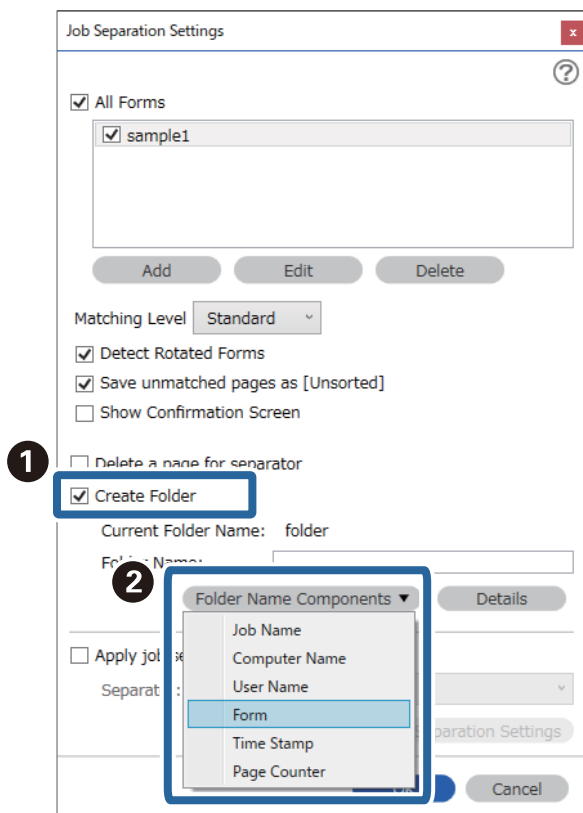 Job Separation Settings
x
?
All Forms
sample1
Add Edit Delete
Matching Level Standard
Detect Rotated Forms
Save unmatched pages as [Unsorted]
Show Confirmation Screen
1
Delete a page for separator
Create Folder
Current Folder Name: folder
Name:
2
Folder Name Components ▼ Details
Job Name
Computer Name
Apply
User Name
Form
Time Stamp
Settings
Page Counter
Cancel